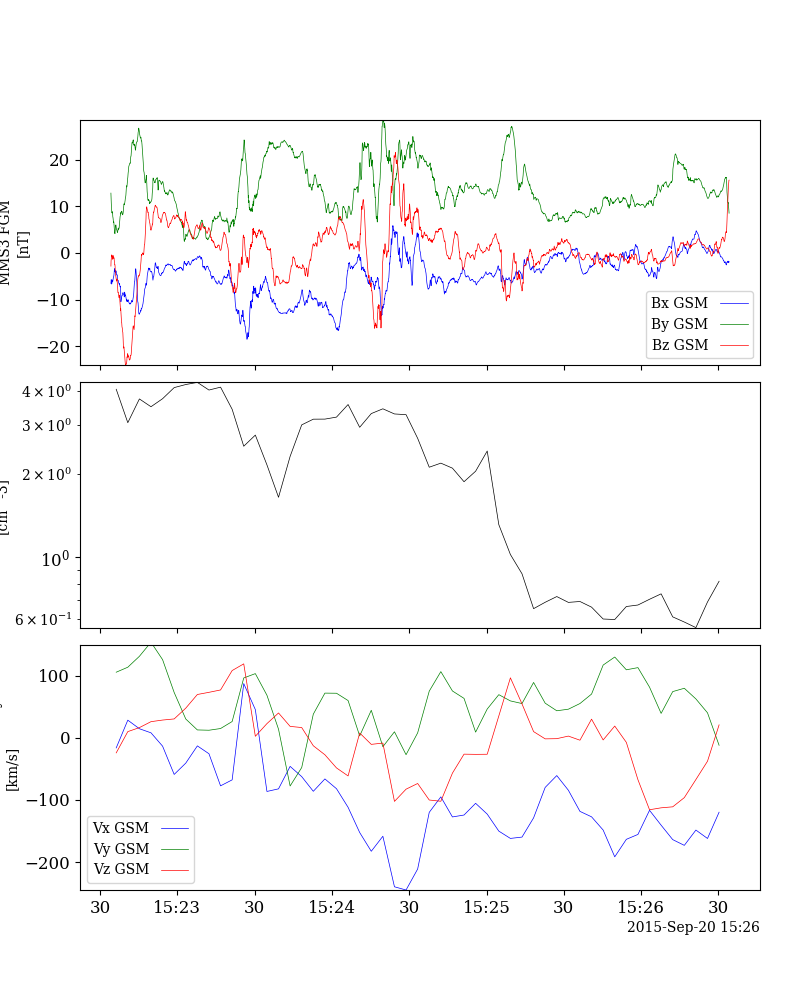 20
10
0
−10
−20
MMS3 FGM
[nT]
Bx GSM
By GSM
Bz GSM
4 × 10⁰
3 × 10⁰
2 × 10⁰
10⁰
6 × 10⁻¹
100
0
−100
−200
[km/s]
Vx GSM
Vy GSM
Vz GSM
30 15:23 30 15:24 30 15:25 30 15:26 30
2015-Sep-20 15:26